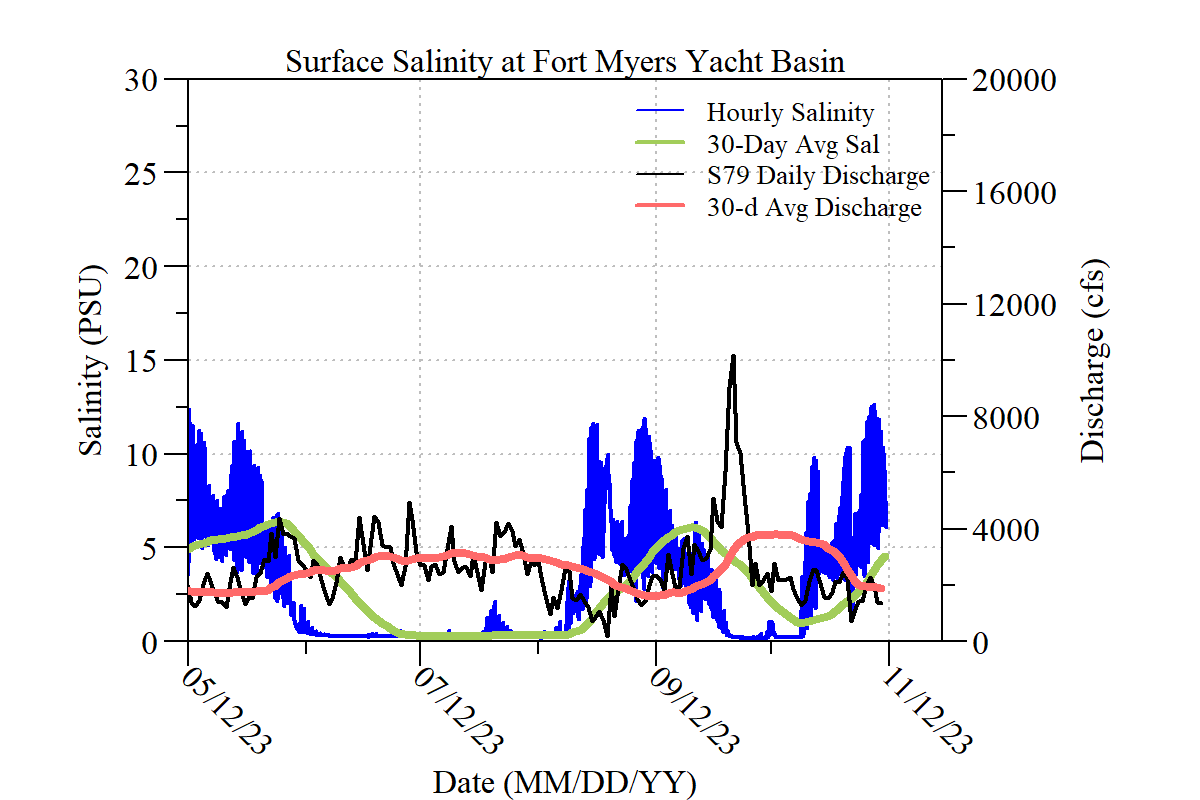 Surface Salinity at Fort Myers Yacht Basin
30
25
20
15
10
5
0
Salinity (PSU)
20000
16000
12000
8000
4000
0
Discharge (cfs)
Hourly Salinity
30-Day Avg Sal
S79 Daily Discharge
30-d Avg Discharge
05/12/23
07/12/23
09/12/23
11/12/23
Date (MM/DD/YY)